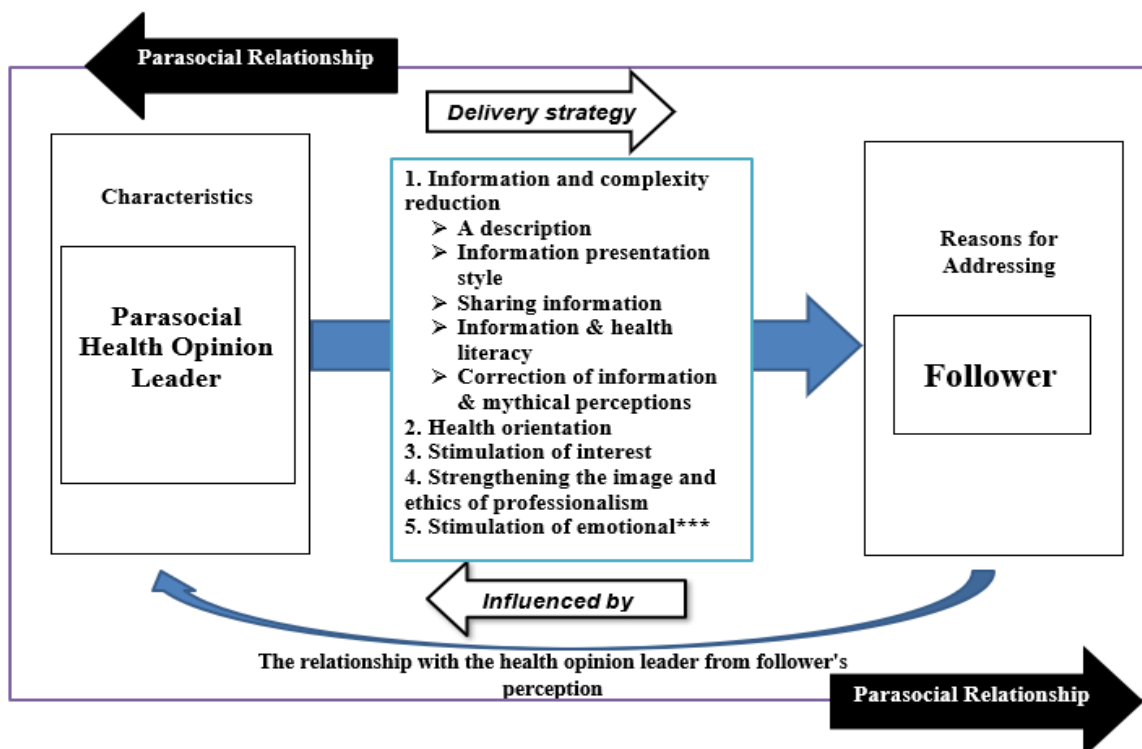 Parasocial Relationship
Delivery strategy
Characteristics
Parasocial
Health Opinion
Leader
1. Information and complexity
reduction
➢ A description
➢ Information presentation
style
➢ Sharing information
➢ Information & health
literacy
➢ Correction of information
& mythical perceptions
2. Health orientation
3. Stimulation of interest
4. Strengthening the image and
ethics of professionalism
5. Stimulation of emotional***
Reasons for
Addressing
Follower
Influenced by
The relationship with the health opinion leader from follower's
perception
Parasocial Relationship